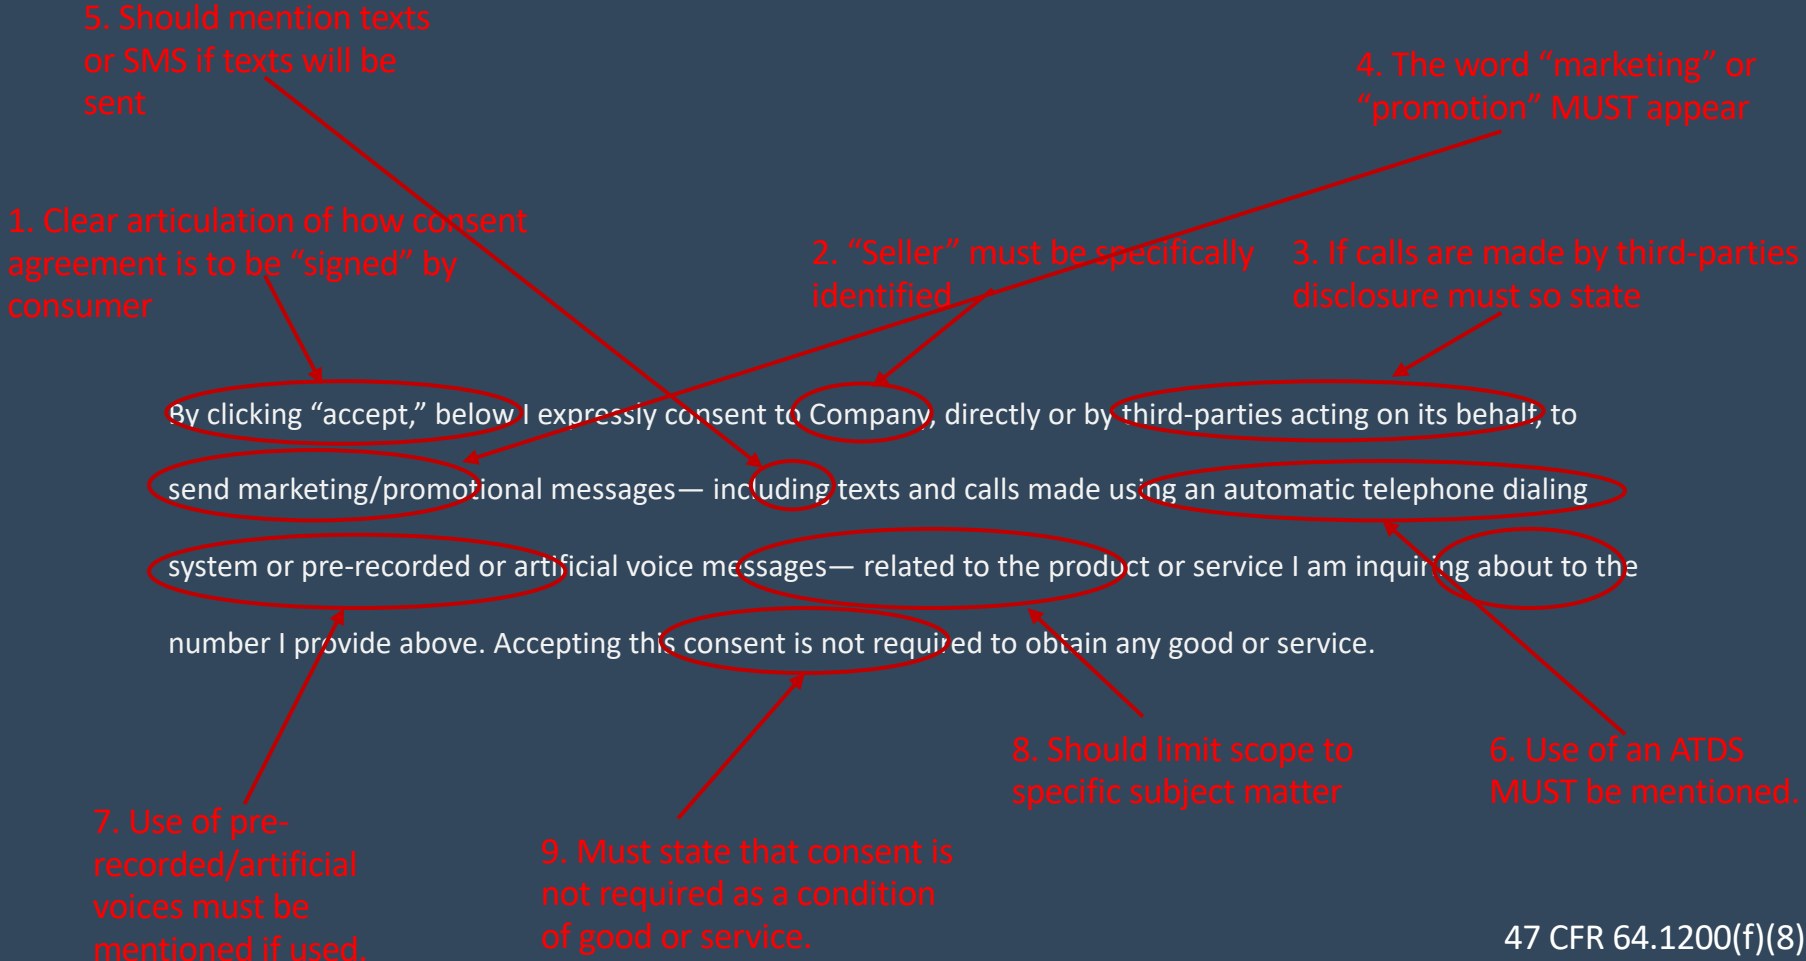 5. Should mention texts
or SMS if texts will be
sent
4. The word “marketing” or
“promotion” MUST appear
1. Clear articulation of how consent
agreement is to be “signed” by
consumer
2. “Seller” must be specifically
identified
3. If calls are made by third-parties
disclosure must so state
By clicking “accept,” below I expressly consent to Company, directly or by third-parties acting on its behalf, to
send marketing/promotional messages— including texts and calls made using an automatic telephone dialing
system or pre-recorded or artificial voice messages— related to the product or service I am inquiring about to the
number I provide above. Accepting this consent is not required to obtain any good or service.
8. Should limit scope to
specific subject matter
6. Use of an ATDS
MUST be mentioned.
7. Use of pre-
recorded/artificial
voices must be
mentioned if used.
9. Must state that consent is
not required as a condition
of good or service.
47 CFR 64.1200(f)(8)